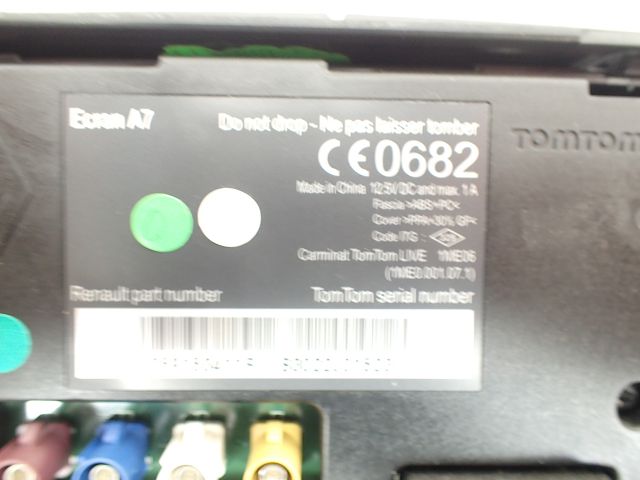 Ecran A7
Do not drop - Ne pas laisser tomber
CE0682
TOMTOM
Made in China 12.5V DC and max. 1 A
Fascia >ABS+PC<
Cover >PPA+30% GF<
Code ITG :
Carminat TomTom LIVE 1ME06
(1ME0.001.07.1)
Renault part number
TomTom serial number